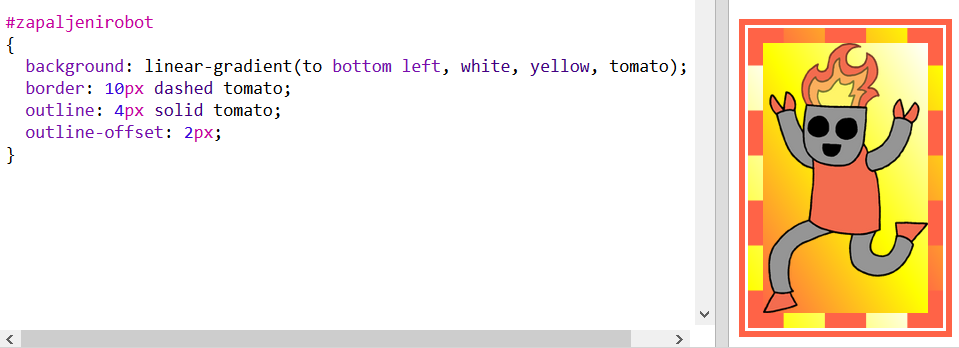 #zapaljenirobot
{
  background: linear-gradient(to bottom left, white, yellow, tomato);
  border: 10px dashed tomato;
  outline: 4px solid tomato;
  outline-offset: 2px;
}